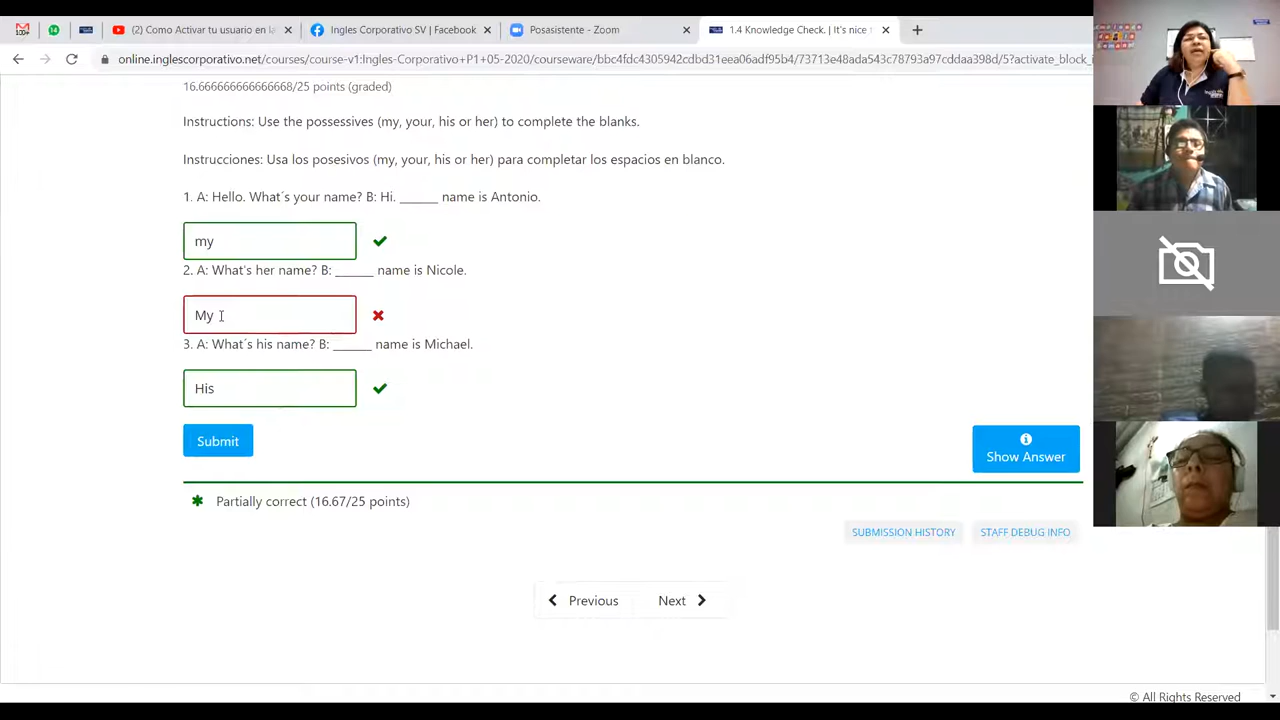 100+
(2) Como Activar tu usuario en la
Ingles Corporativo SV | Facebook
Posasistente - Zoom
1.4 Knowledge Check. | It's nice t
online.inglescorporativo.net/courses/course-v1:Ingles-Corporativo+P1+05-2020/courseware/bbc4fdc4305942cdbd31eea06adf95b4/73713e48ada543c78793a97cddaa398d/5?activate_block_i
16.666666666666668/25 points (graded)
Instructions: Use the possessives (my, your, his or her) to complete the blanks.
Instrucciones: Usa los posesivos (my, your, his or her) para completar los espacios en blanco.
1. A: Hello. What´s your name? B: Hi. ______ name is Antonio.
my
2. A: What's her name? B: ______ name is Nicole.
My
3. A: What´s his name? B: ______ name is Michael.
His
Submit
Show Answer
Partially correct (16.67/25 points)
SUBMISSION HISTORY
STAFF DEBUG INFO
Previous
Next
© All Rights Reserved